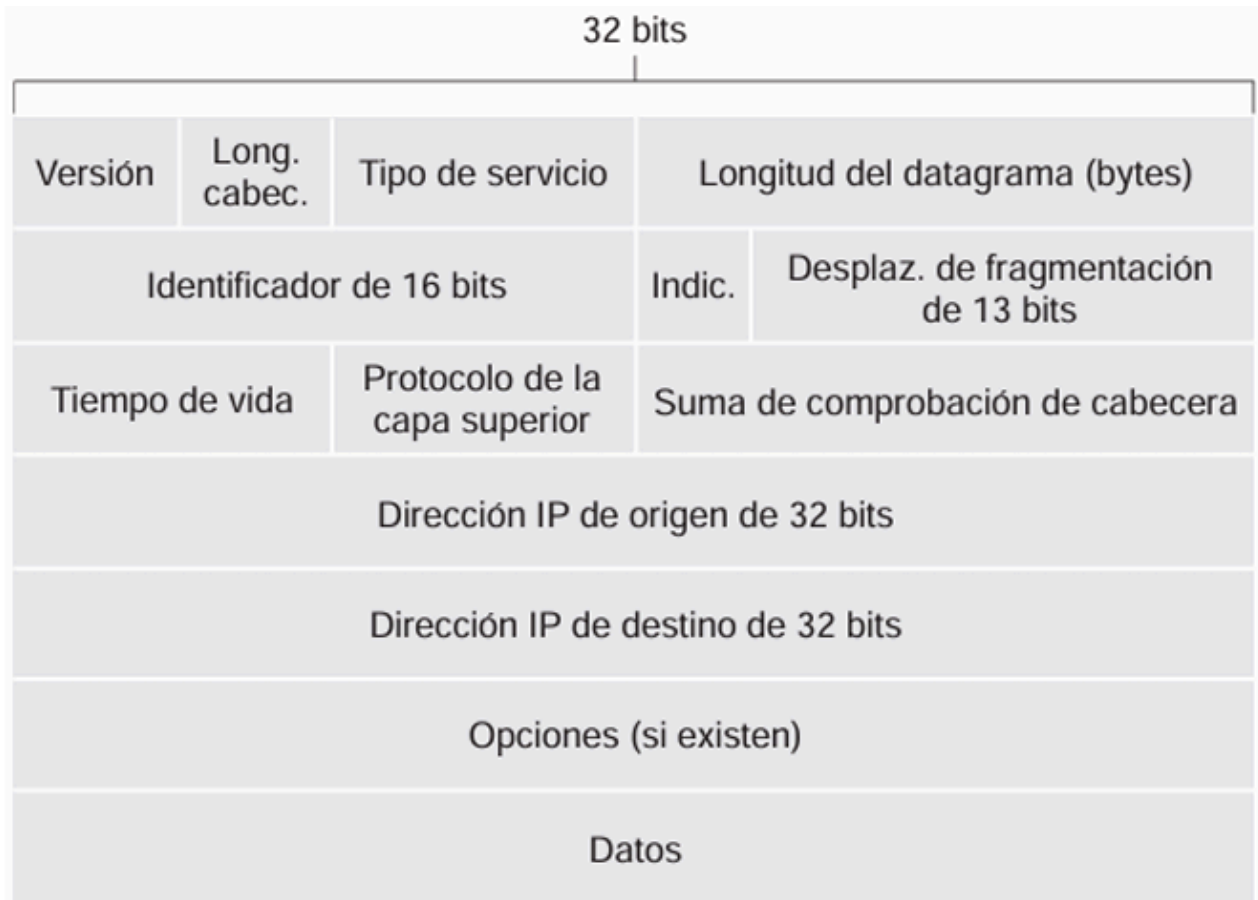 32 bits
Versión
Long.
cabec.
Tipo de servicio
Longitud del datagrama (bytes)
Identificador de 16 bits
Indic.
Desplaz. de fragmentación
de 13 bits
Tiempo de vida
Protocolo de la
capa superior
Suma de comprobación de cabecera
Dirección IP de origen de 32 bits
Dirección IP de destino de 32 bits
Opciones (si existen)
Datos